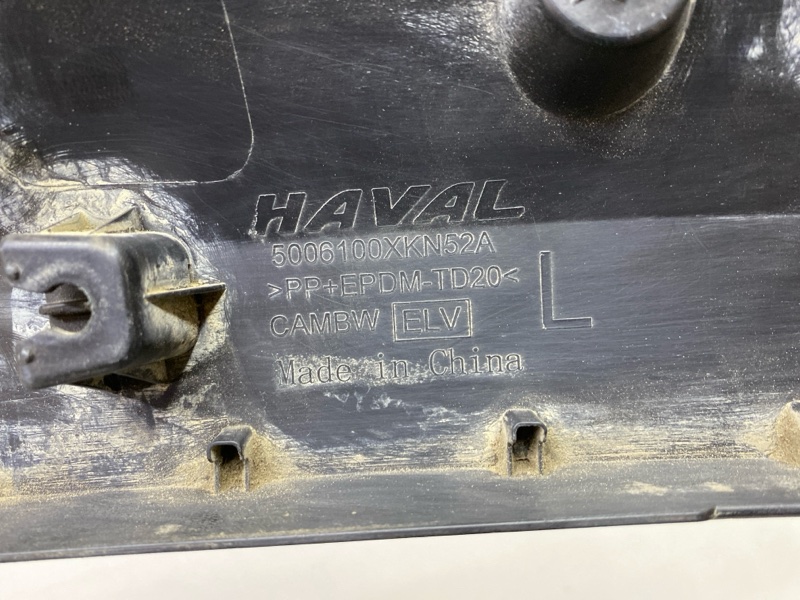 HAVAL
5006100XKN52A
>PP+EPDM-TD20<
CAMBW ELV
L
Made in China